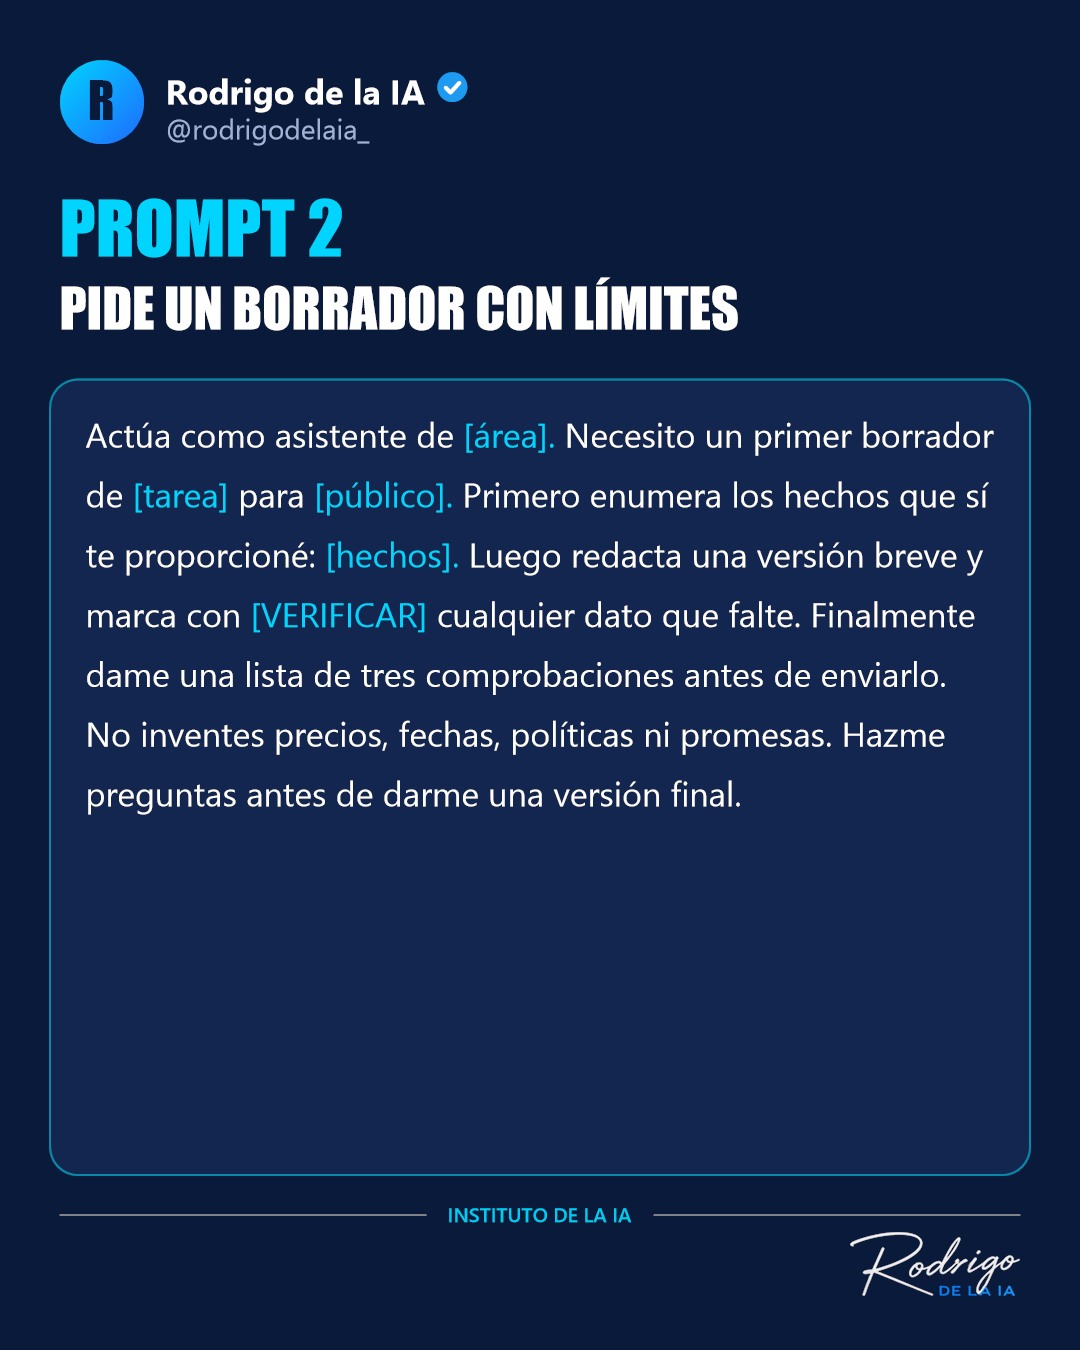 R
Rodrigo de la IA
@rodrigodelaia_
PROMPT 2
PIDE UN BORRADOR CON LÍMITES
Actúa como asistente de [área]. Necesito un primer borrador
de [tarea] para [público]. Primero enumera los hechos que sí
te proporcioné: [hechos]. Luego redacta una versión breve y
marca con [VERIFICAR] cualquier dato que falte. Finalmente
dame una lista de tres comprobaciones antes de enviarlo.
No inventes precios, fechas, políticas ni promesas. Hazme
preguntas antes de darme una versión final.
INSTITUTO DE LA IA
Rodrigo
DE LA IA